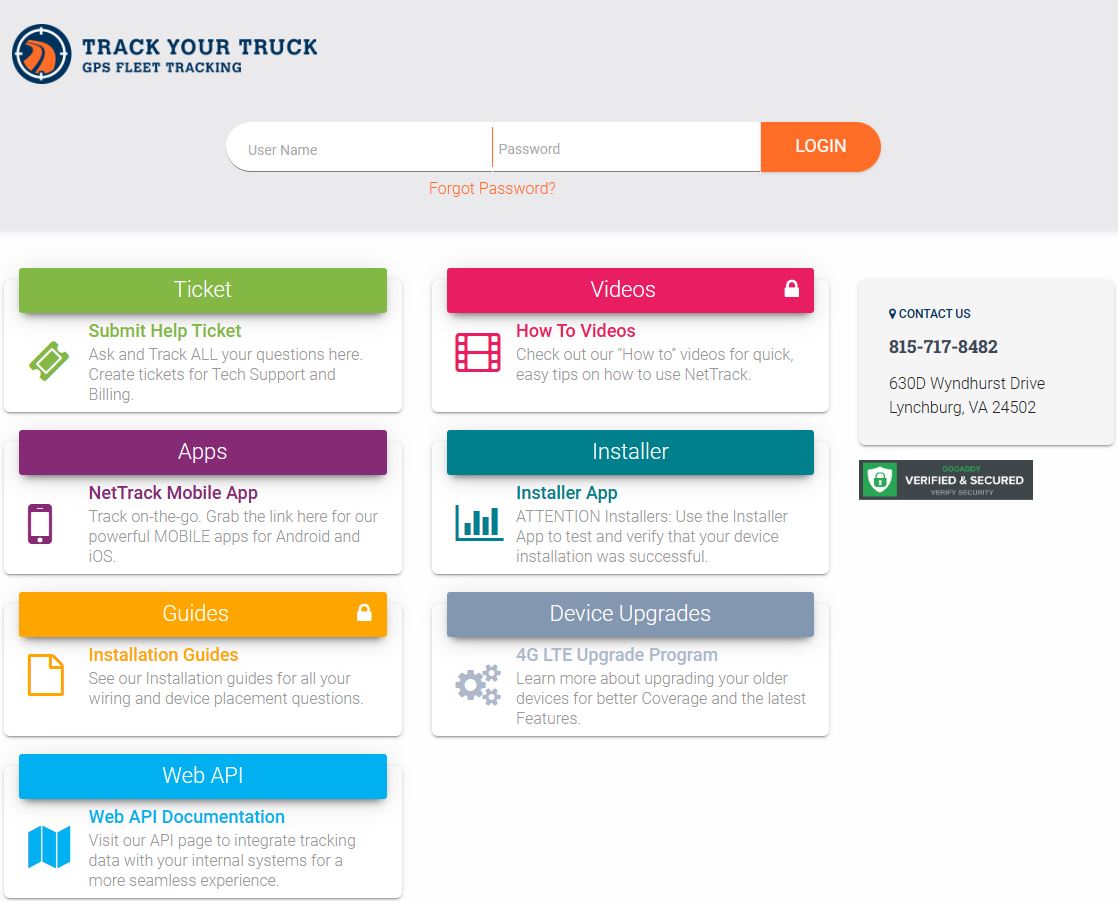 TRACK YOUR TRUCK
GPS FLEET TRACKING
User Name
Password
LOGIN
Forgot Password?
Ticket
Submit Help Ticket
Ask and Track ALL your questions here.
Create tickets for Tech Support and
Billing.
Videos
How To Videos
Check out our “How to” videos for quick,
easy tips on how to use NetTrack.
Apps
NetTrack Mobile App
Track on-the-go. Grab the link here for our
powerful MOBILE apps for Android and
iOS.
Installer
Installer App
ATTENTION Installers: Use the Installer
App to test and verify that your device
installation was successful.
Guides
Installation Guides
See our Installation guides for all your
wiring and device placement questions.
Device Upgrades
4G LTE Upgrade Program
Learn more about upgrading your older
devices for better Coverage and the latest
Features.
Web API
Web API Documentation
Visit our API page to integrate tracking
data with your internal systems for a
more seamless experience.
CONTACT US
815-717-8482
630D Wyndhurst Drive
Lynchburg, VA 24502
GODADDY
VERIFIED & SECURED
VERIFY SECURITY